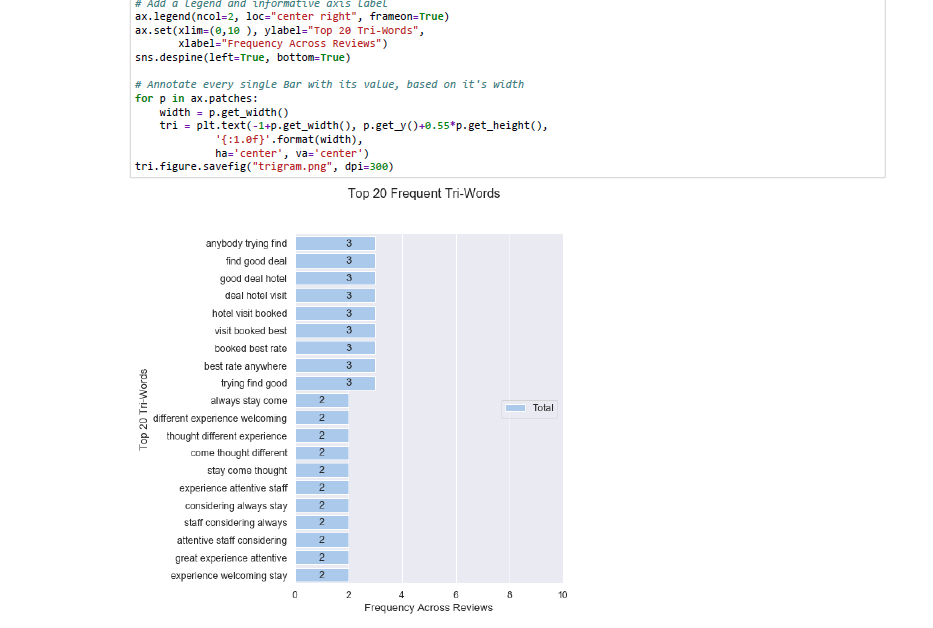 # Add a legend and informative axis label
ax.legend(ncol=2, loc="center right", frameon=True)
ax.set(xlim=(0,10 ), ylabel="Top 20 Tri-Words",
xlabel="Frequency Across Reviews")
sns.despine(left=True, bottom=True)
# Annotate every single Bar with its value, based on it's width
for p in ax.patches:
width = p.get_width()
tri = plt.text(-1+p.get_width(), p.get_y()+0.55*p.get_height(),
'{:1.0f}'.format(width),
ha='center', va='center')
tri.figure.savefig("trigram.png", dpi=300)
Top 20 Frequent Tri-Words
anybody trying find 3
find good deal 3
good deal hotel 3
deal hotel visit 3
hotel visit booked 3
visit booked best 3
booked best rate 3
best rate anywhere 3
trying find good 3
always stay come 2
different experience welcoming 2
thought different experience 2
come thought different 2
stay come thought 2
experience attentive staff 2
considering always stay 2
staff considering always 2
attentive staff considering 2
great experience attentive 2
experience welcoming stay 2
Top 20 Tri-Words
Total
0 2 4 6 8 10
Frequency Across Reviews